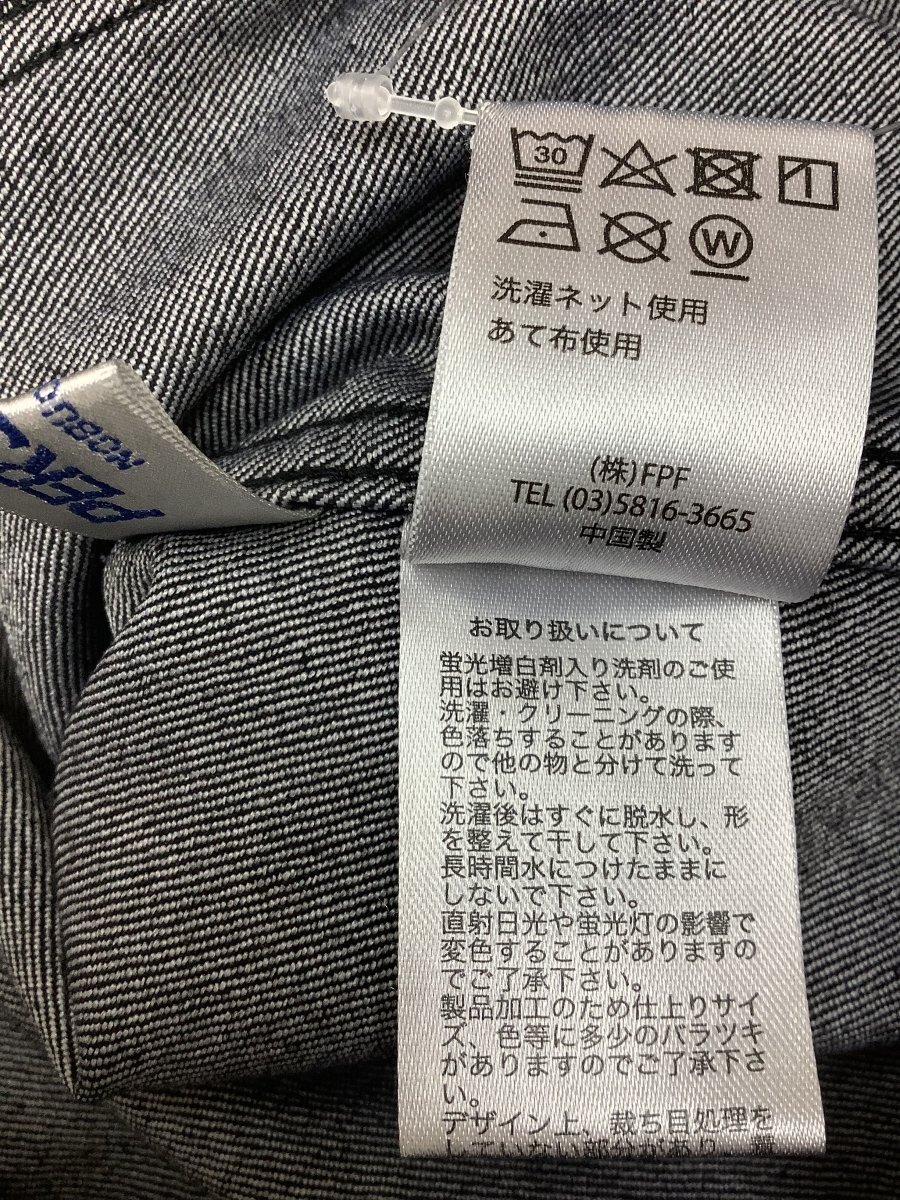 30
W
洗濯ネット使用
あて布使用
(株)FPF
TEL (03)5816-3665
中国製
お取り扱いについて
蛍光増白剤入り洗剤のご使
用はお避け下さい。
洗濯・クリーニングの際、
色落ちすることがあります
ので他の物と分けて洗って
下さい。
洗濯後はすぐに脱水し、形
を整えて干して下さい。
長時間水につけたままに
しないで下さい。
直射日光や蛍光灯の影響で
変色することがありますの
でご了承下さい。
製品加工のため仕上りサイ
ズ、色等に多少のバラツキ
がありますのでご了承下さ
い。
デザイン上、裁ち目処理を
していない部分があり、